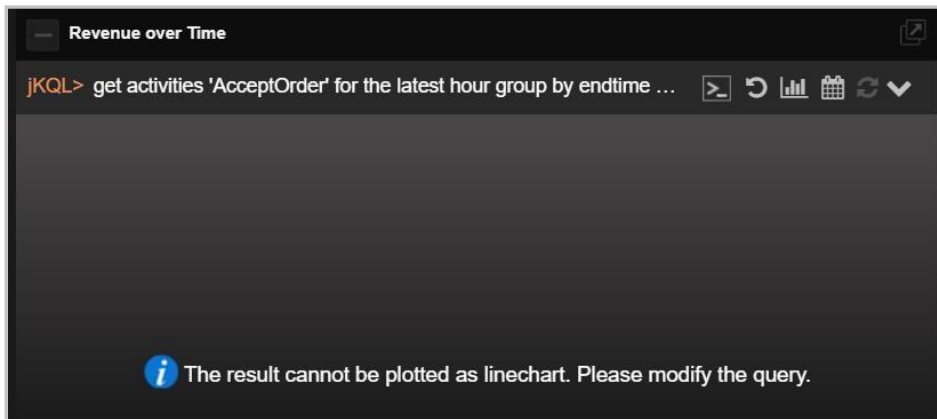 Revenue over Time
jKQL> get activities 'AcceptOrder' for the latest hour group by endtime ...
The result cannot be plotted as linechart. Please modify the query.